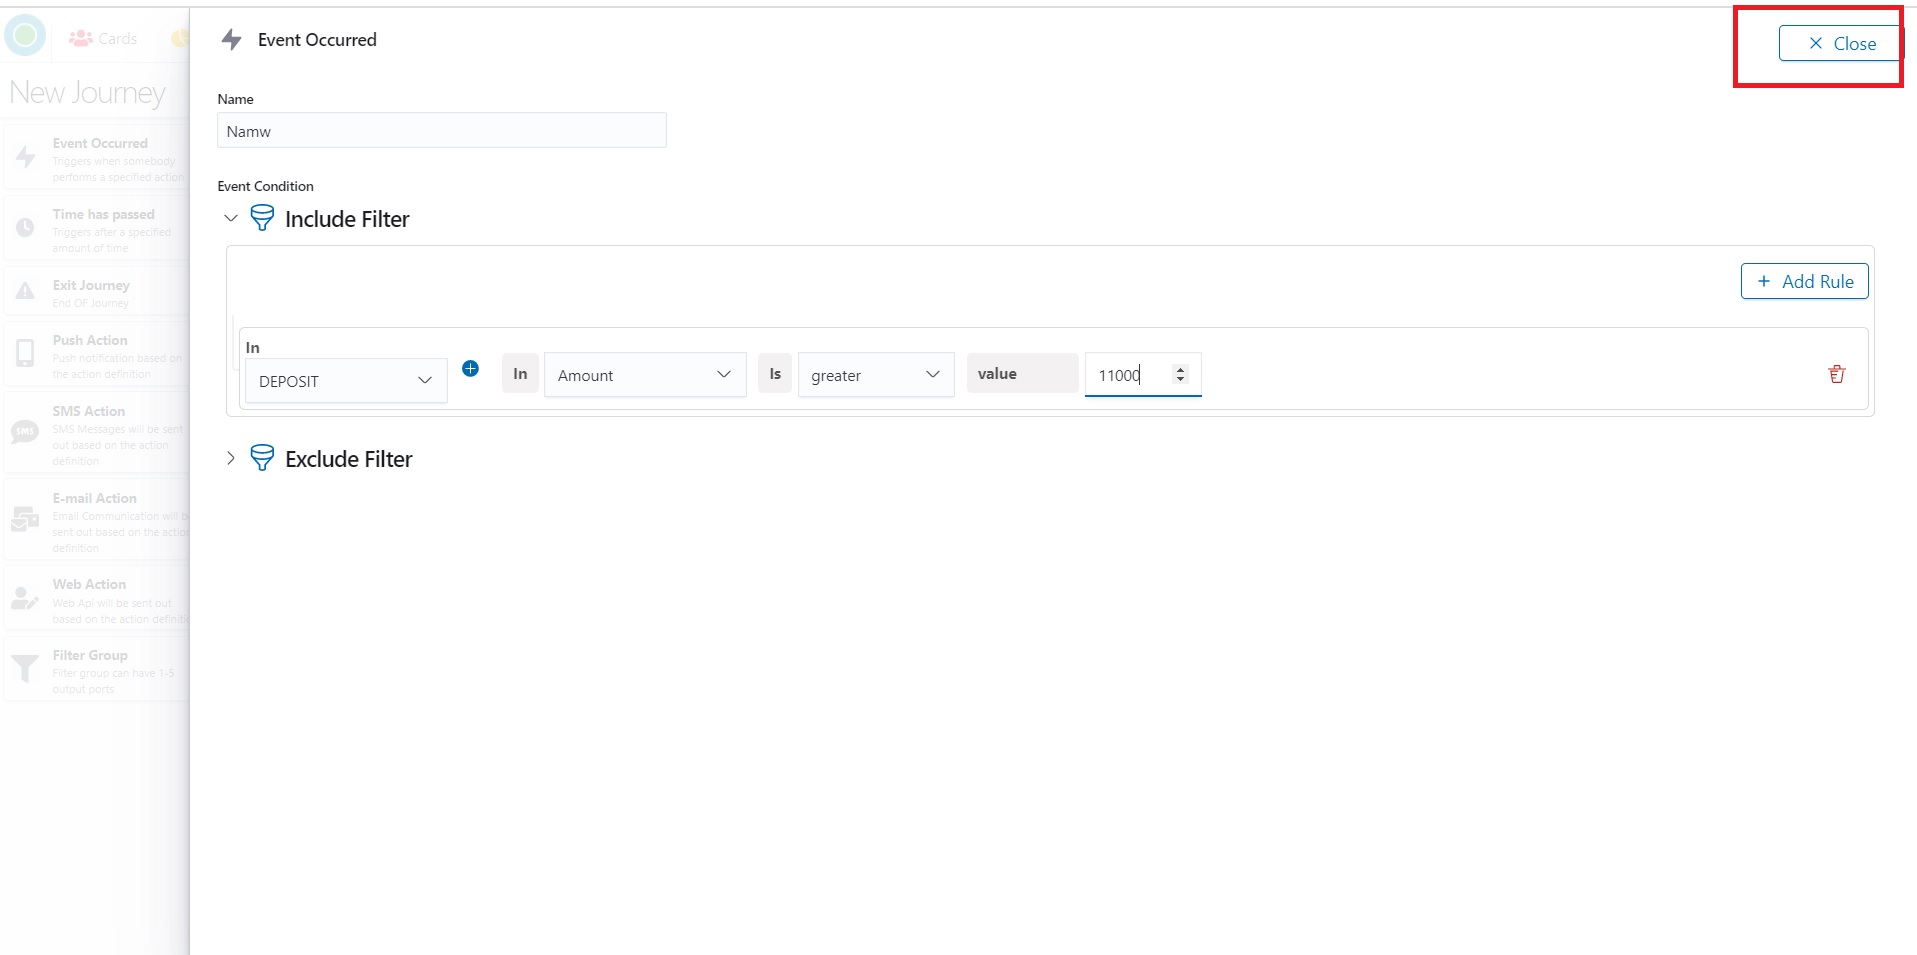 Cards
Event Occurred
Close
New Journey
Name
Namw
Event Occurred
Triggers when somebody
performs a specified action
Event Condition
Include Filter
Time has passed
Triggers after a specified
amount of time
Add Rule
Exit Journey
End OF Journey
In
DEPOSIT
In
Amount
Is
greater
value
11000
Push Action
Push notification based on
the action definition
SMS Action
SMS
SMS Messages will be sent
out based on the action
definition
Exclude Filter
E-mail Action
Email Communication will be
sent out based on the action
definition
Web Action
Web Api will be sent out
based on the action definitio
Filter Group
Filter group can have 1-5
output ports